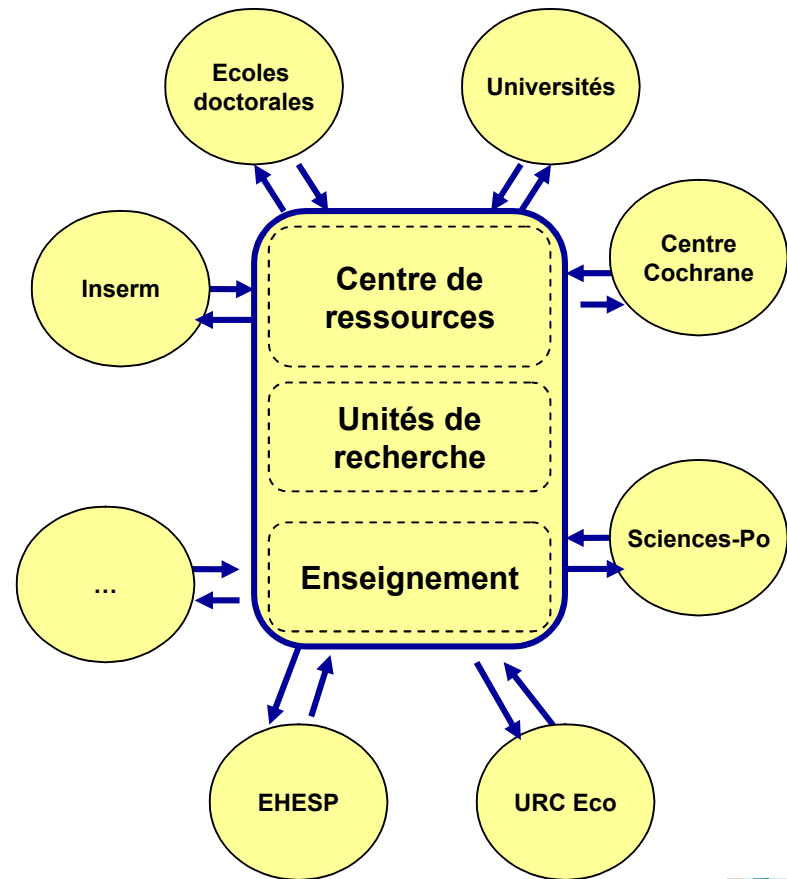 Ecoles
doctorales
Universités
Inserm
Centre de
ressources
Centre
Cochrane
Unités de
recherche
...
Enseignement
Sciences-Po
EHESP
URC Eco